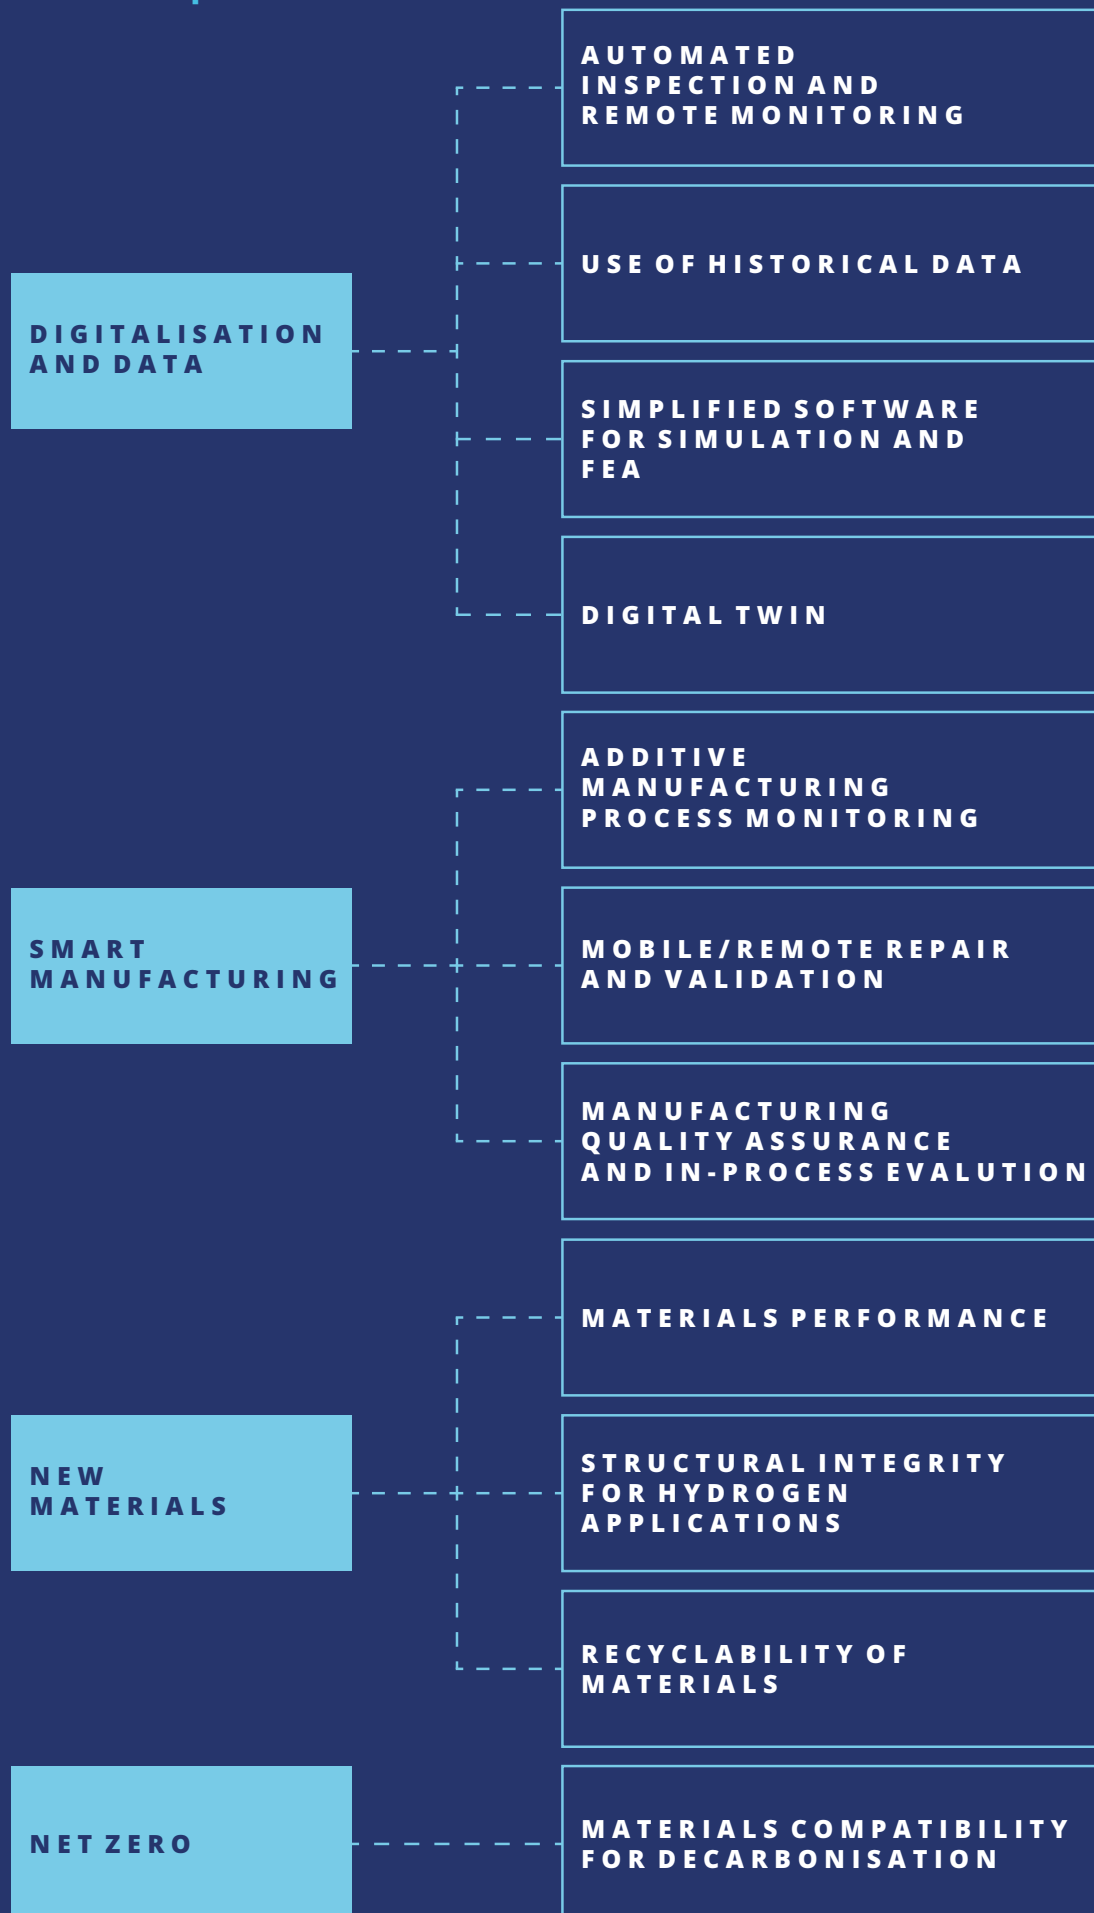 AUTOMATED
INSPECTION AND
REMOTE MONITORING
USE OF HISTORICAL DATA
DIGITALISATION
AND DATA
SIMPLIFIED SOFTWARE
FOR SIMULATION AND
FEA
DIGITAL TWIN
ADDITIVE
MANUFACTURING
PROCESS MONITORING
SMART
MANUFACTURING
MOBILE/REMOTE REPAIR
AND VALIDATION
MANUFACTURING
QUALITY ASSURANCE
AND IN-PROCESS EVALUTION
MATERIALS PERFORMANCE
NEW
MATERIALS
STRUCTURAL INTEGRITY
FOR HYDROGEN
APPLICATIONS
RECYCLABILITY OF
MATERIALS
NET ZERO
MATERIALS COMPATIBILITY
FOR DECARBONISATION